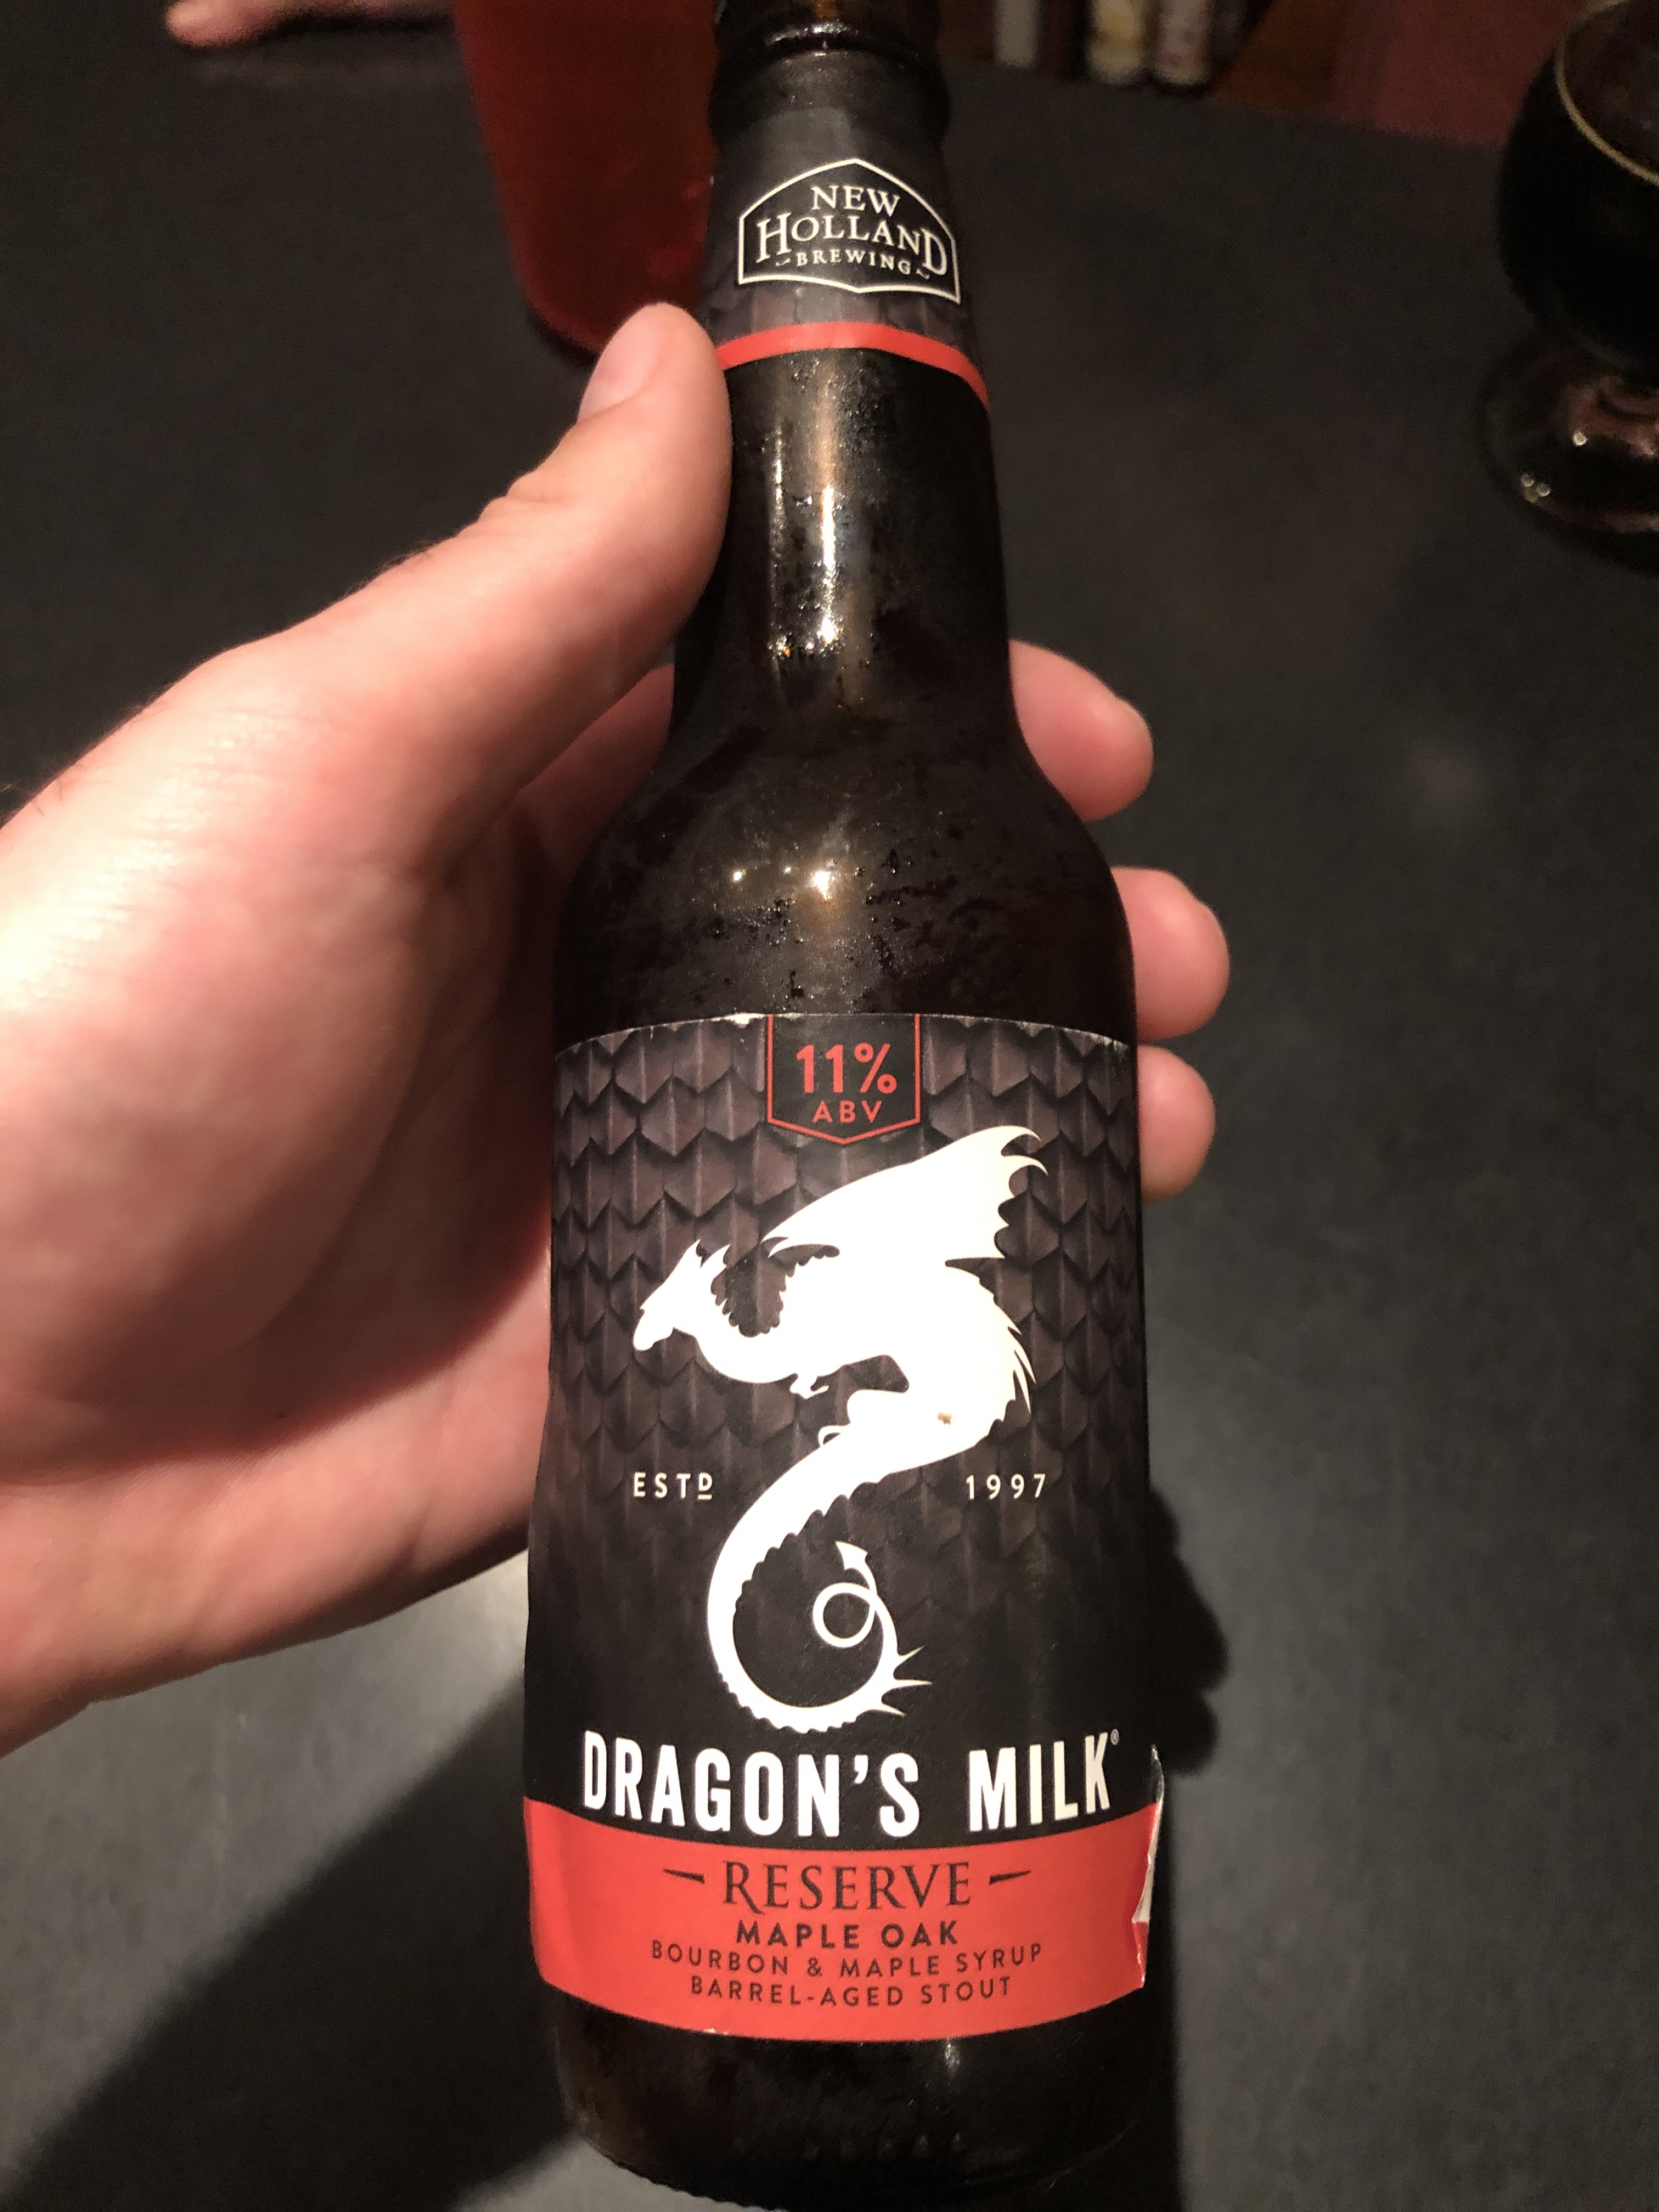 NEW
HOLLAND
BREWING
11%
ABV
ESTD 1997
DRAGON'S MILK®
RESERVE
MAPLE OAK
BOURBON & MAPLE SYRUP
BARREL-AGED STOUT